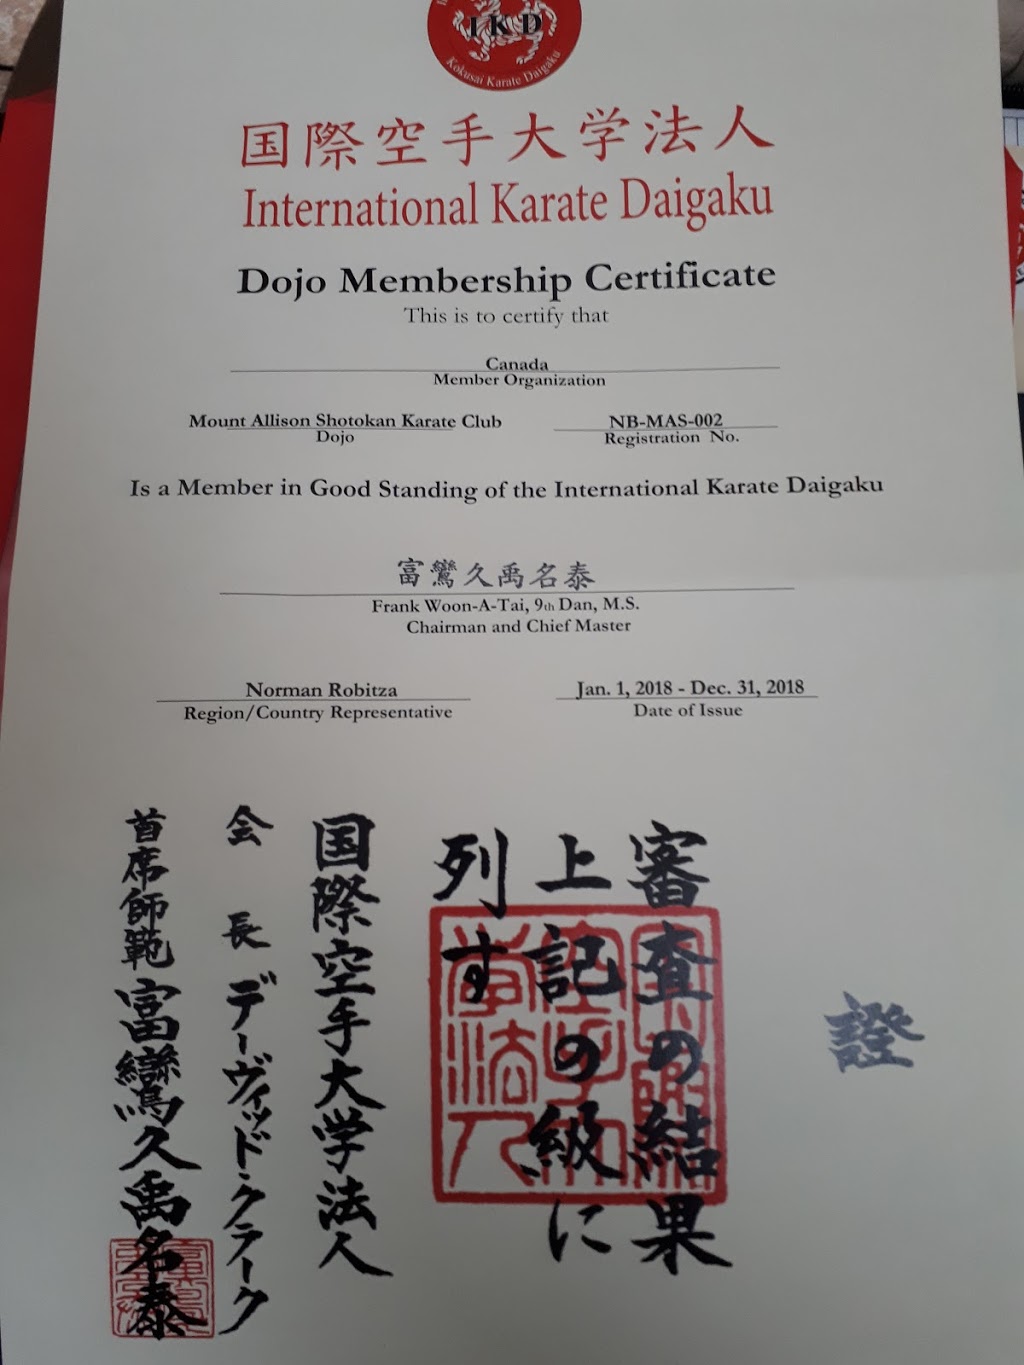 IKD
Kokusai Karate Daigaku
国際空手大学法人
International Karate Daigaku
Dojo Membership Certificate
This is to certify that
Canada
Member Organization
Mount Allison Shotokan Karate Club NB-MAS-002
Dojo Registration No.
Is a Member in Good Standing of the International Karate Daigaku
富鸞久禹名泰
Frank Woon-A-Tai, 9th Dan, M.S.
Chairman and Chief Master
Norman Robitza Jan. 1, 2018 - Dec. 31, 2018
Region/Country Representative Date of Issue
證
審査の結果
上記の級に
列す
国際空手大学法人
会長 デーヴィッド・クラーク
首席師範 富鸞久禹名泰